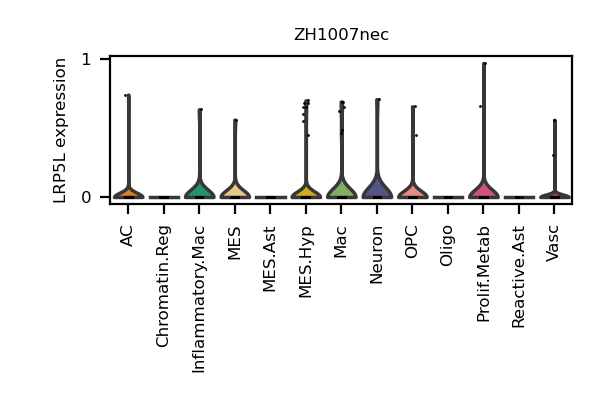 ZH1007nec
LRP5L expression
1
0
AC
Chromatin.Reg
Inflammatory.Mac
MES
MES.Ast
MES.Hyp
Mac
Neuron
OPC
Oligo
Prolif.Metab
Reactive.Ast
Vasc